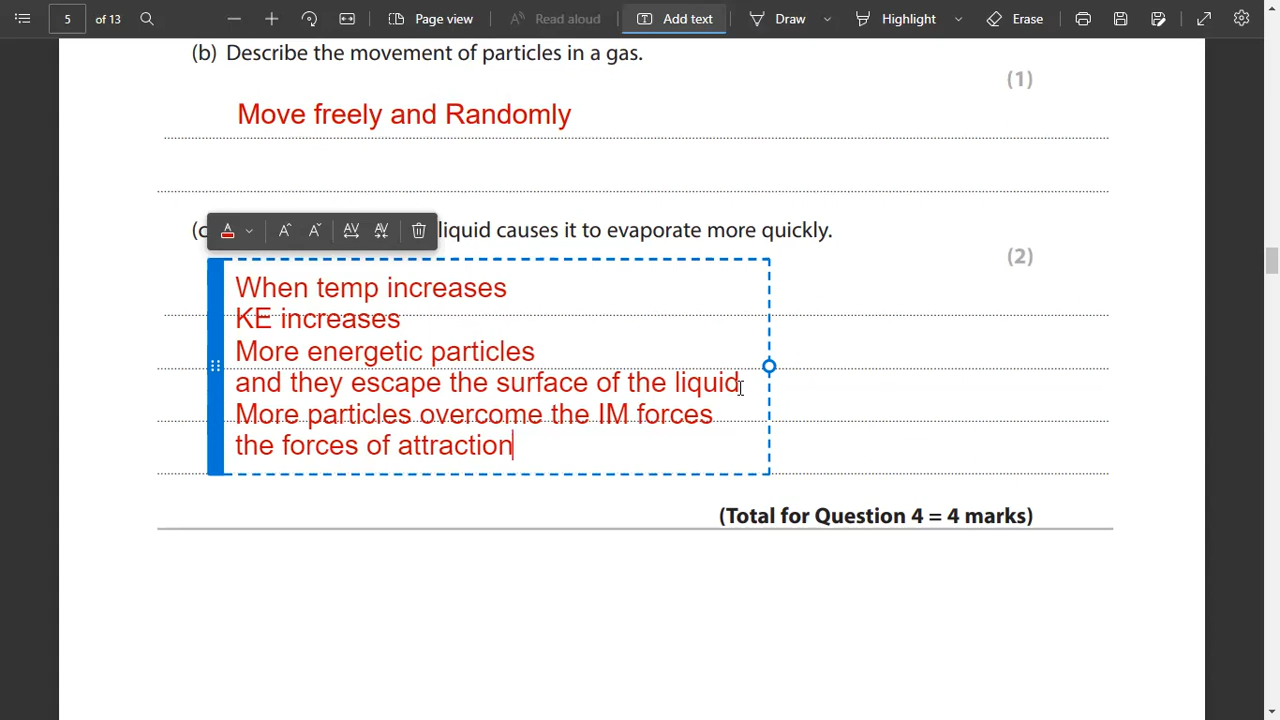 5 of 13 Page view Read aloud Add text Draw Highlight Erase
(b) Describe the movement of particles in a gas.
(1)
Move freely and Randomly
(c liquid causes it to evaporate more quickly.
(2)
When temp increases
KE increases
More energetic particles
and they escape the surface of the liquid
More particles overcome the IM forces
the forces of attraction
(Total for Question 4 = 4 marks)